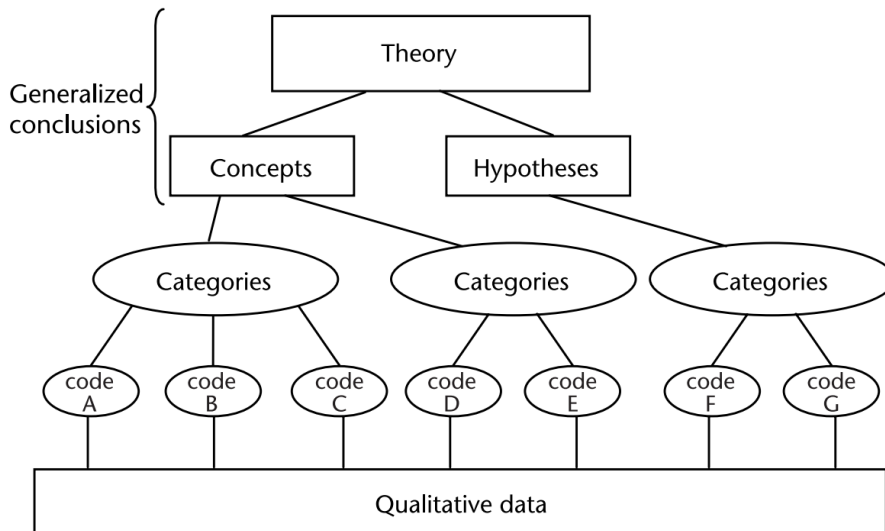 Theory
Generalized
conclusions
Concepts
Hypotheses
Categories
Categories
Categories
code
A
code
B
code
C
code
D
code
E
code
F
code
G
Qualitative data